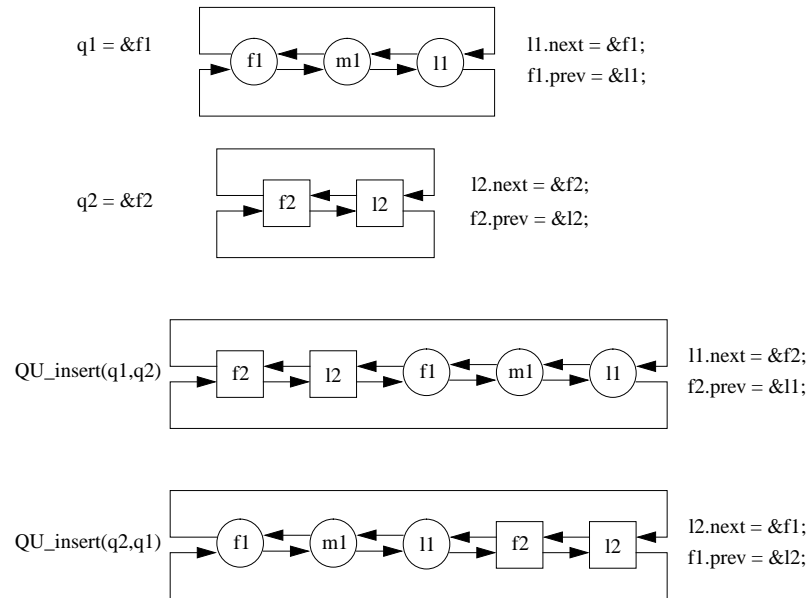 q1 = &f1
f1
m1
l1
l1.next = &f1;
f1.prev = &l1;
q2 = &f2
f2
l2
l2.next = &f2;
f2.prev = &l2;
QU_insert(q1,q2)
f2
l2
f1
m1
l1
l1.next = &f2;
f2.prev = &l1;
QU_insert(q2,q1)
f1
m1
l1
f2
l2
l2.next = &f1;
f1.prev = &l2;